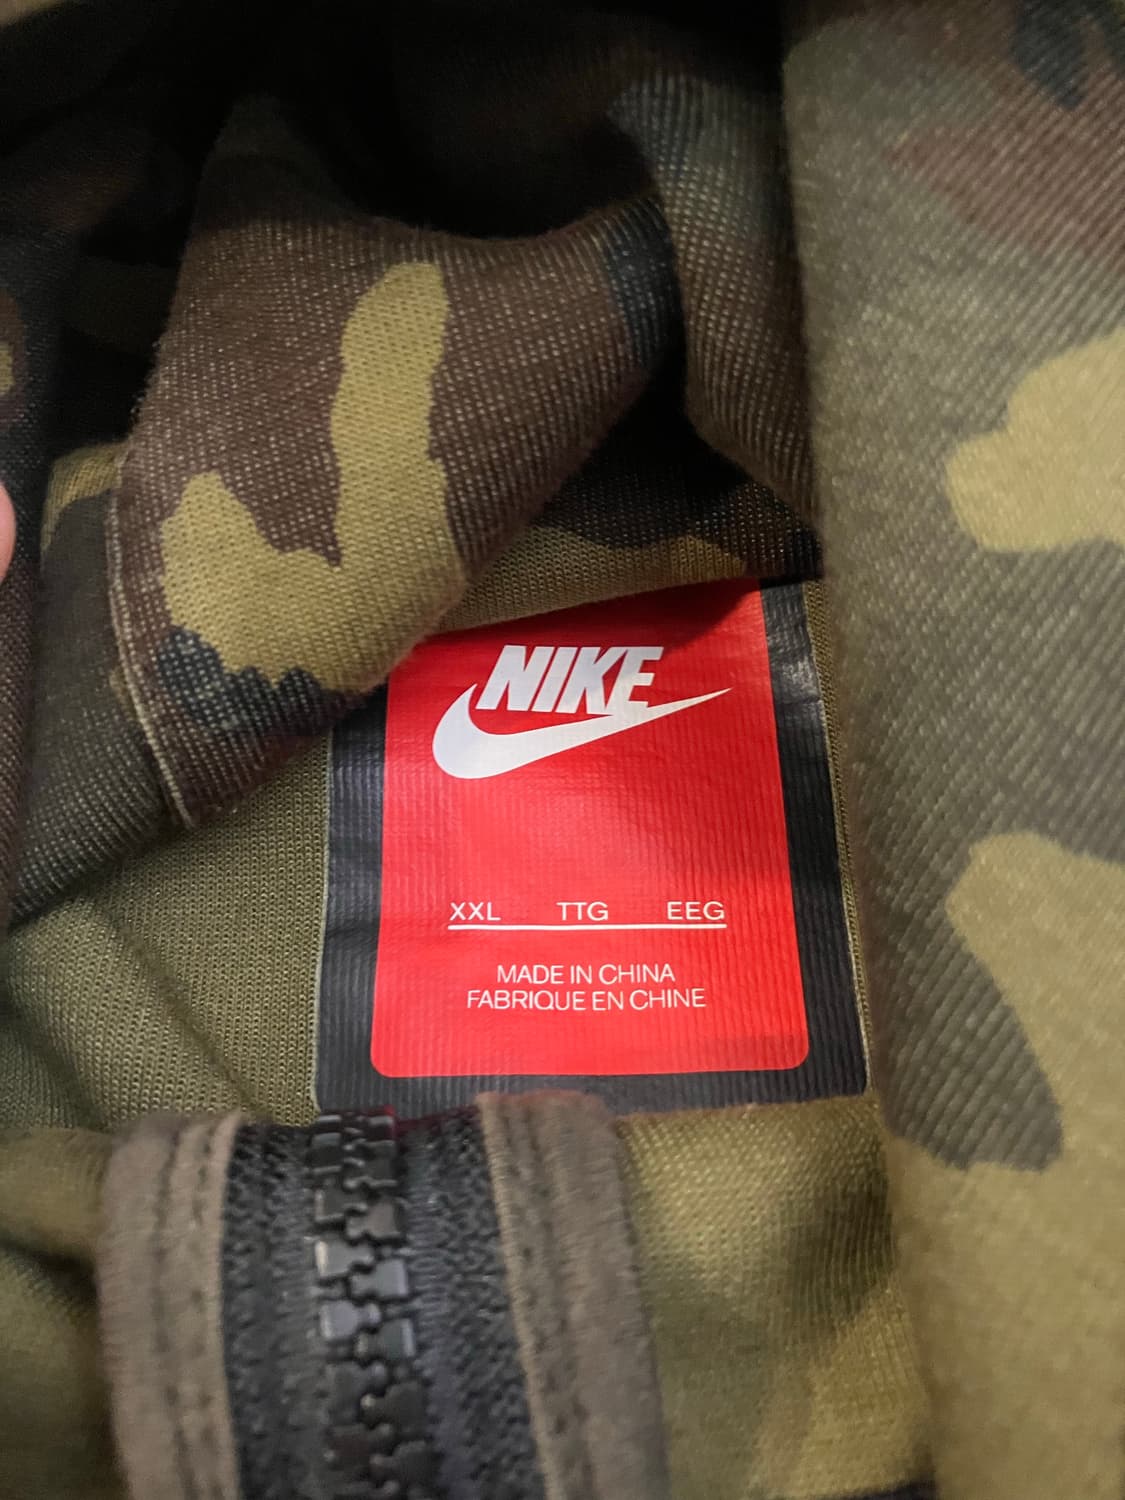 NIKE
XXL TTG EEG
MADE IN CHINA
FABRIQUE EN CHINE